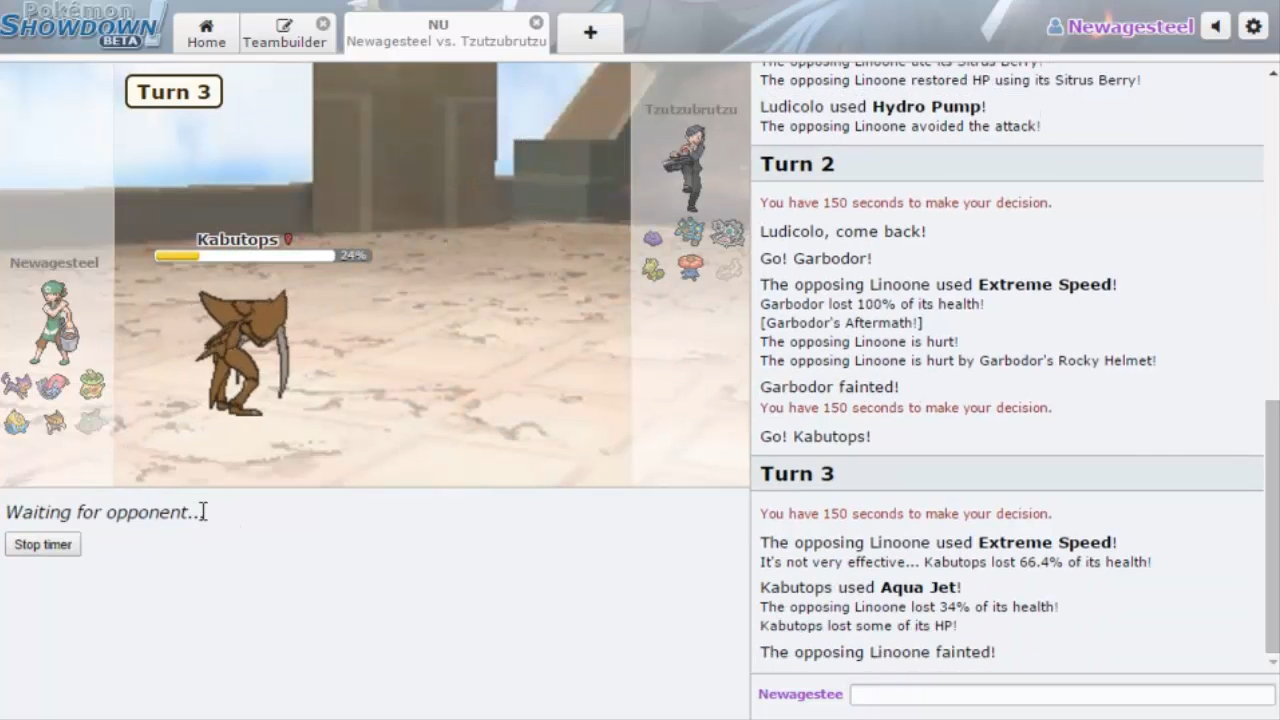 Pokémon
SHOWDOWN!
BETA
Home
Teambuilder
NU
Newagesteel vs. Tzutzubrutzu
+
Newagesteel
Turn 3
Tzutzubrutzu
Kabutops
24%
Newagesteel
Waiting for opponent...
Stop timer
The opposing Linoone ate its Sitrus Berry!
The opposing Linoone restored HP using its Sitrus Berry!
Ludicolo used Hydro Pump!
The opposing Linoone avoided the attack!
Turn 2
You have 150 seconds to make your decision.
Ludicolo, come back!
Go! Garbodor!
The opposing Linoone used Extreme Speed!
Garbodor lost 100% of its health!
[Garbodor's Aftermath!]
The opposing Linoone is hurt!
The opposing Linoone is hurt by Garbodor's Rocky Helmet!
Garbodor fainted!
You have 150 seconds to make your decision.
Go! Kabutops!
Turn 3
You have 150 seconds to make your decision.
The opposing Linoone used Extreme Speed!
It's not very effective... Kabutops lost 66.4% of its health!
Kabutops used Aqua Jet!
The opposing Linoone lost 34% of its health!
Kabutops lost some of its HP!
The opposing Linoone fainted!
Newagestee